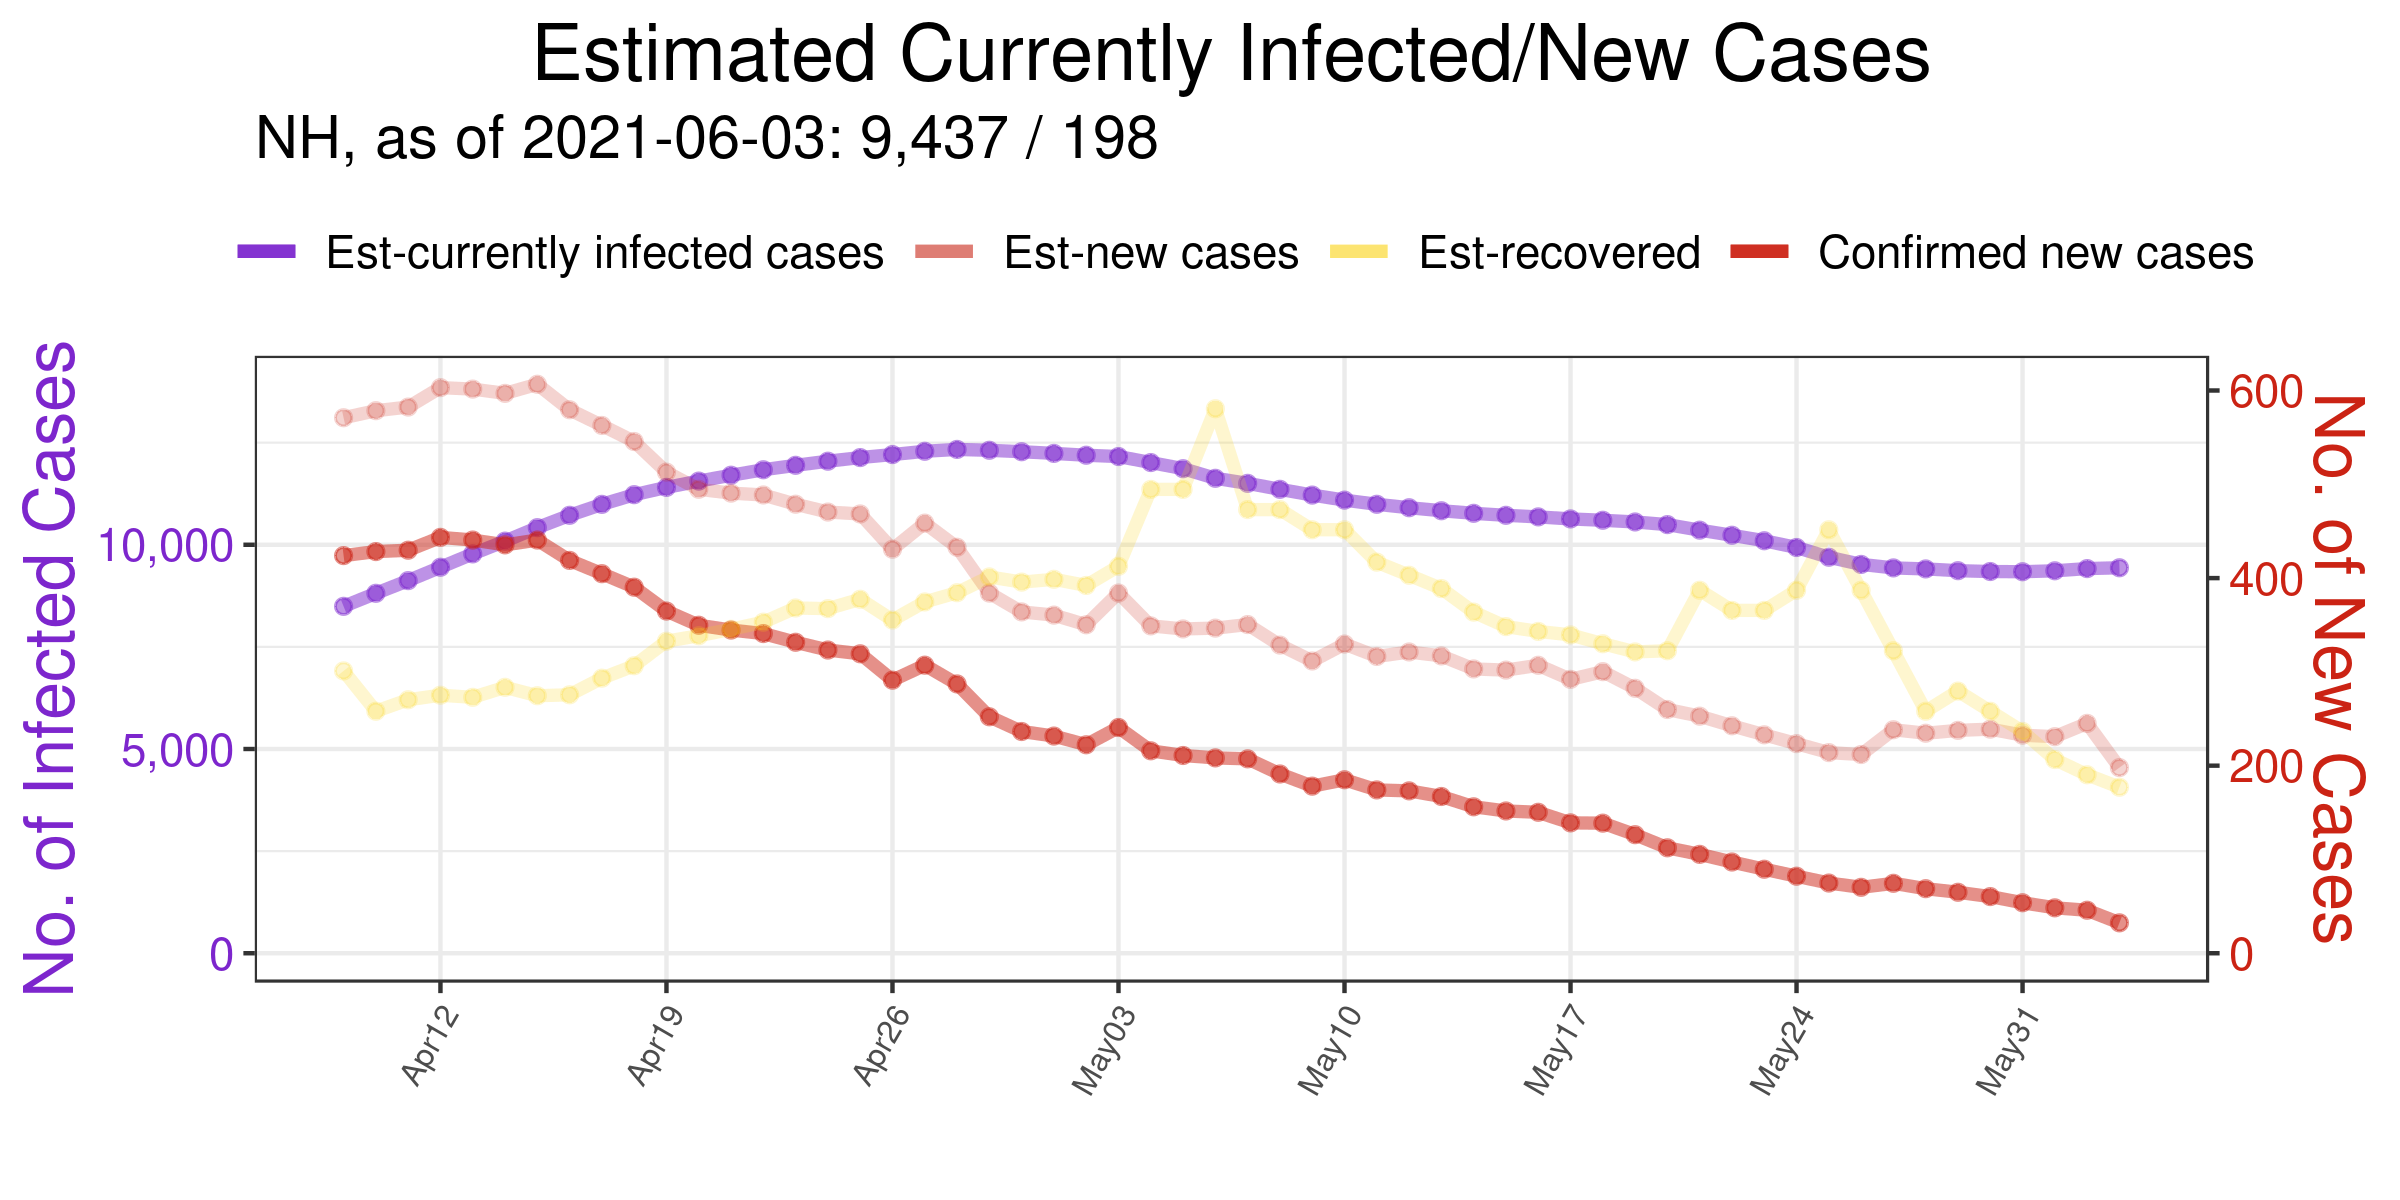 Estimated Currently Infected/New Cases
NH, as of 2021-06-03: 9,437 / 198
Est-currently infected cases Est-new cases Est-recovered Confirmed new cases
No. of Infected Cases
10,000
5,000
0
600
400
200
0
No. of New Cases
Apr12 Apr19 Apr26 May03 May10 May17 May24 May31